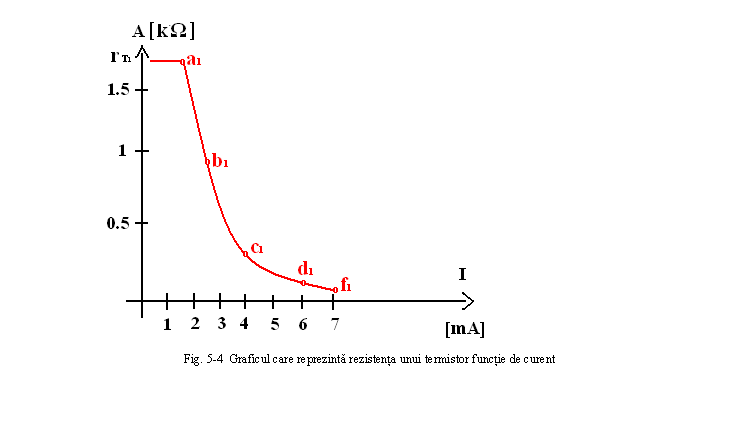 A [kΩ]
rT1
a1
1.5
1
b1
0.5
c1
d1
f1
I
1 2 3 4 5 6 7
[mA]
Fig. 5-4 Graficul care reprezintă rezistența unui termistor funcție de curent